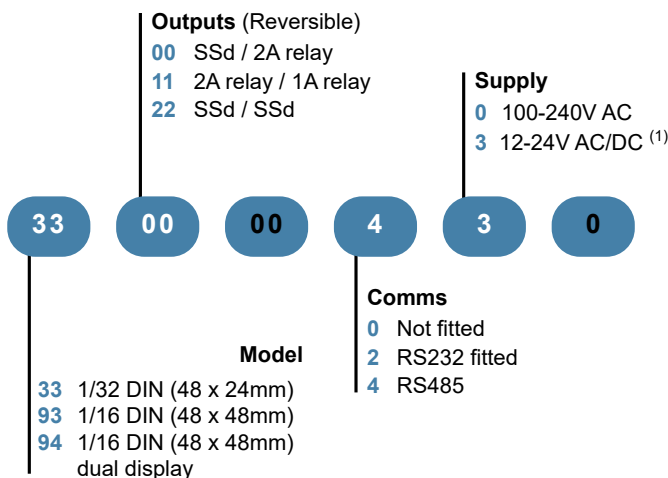 Outputs (Reversible)
00 SSd / 2A relay
11 2A relay / 1A relay
22 SSd / SSd
Supply
0 100-240V AC
3 12-24V AC/DC (1)
33 00 00 4 3 0
Model
33 1/32 DIN (48 x 24mm)
93 1/16 DIN (48 x 48mm)
94 1/16 DIN (48 x 48mm)
dual display
Comms
0 Not fitted
2 RS232 fitted
4 RS485